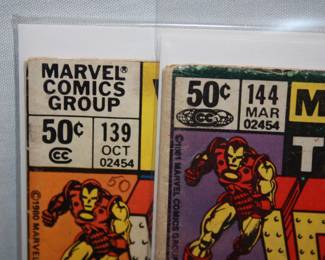 MARVEL®
COMICS
GROUP
50¢
139
OCT
02454
CC
50
©1980 MARVEL
50¢
144
MAR
02454
©1981 MARVEL COMICS GROUP
M
T